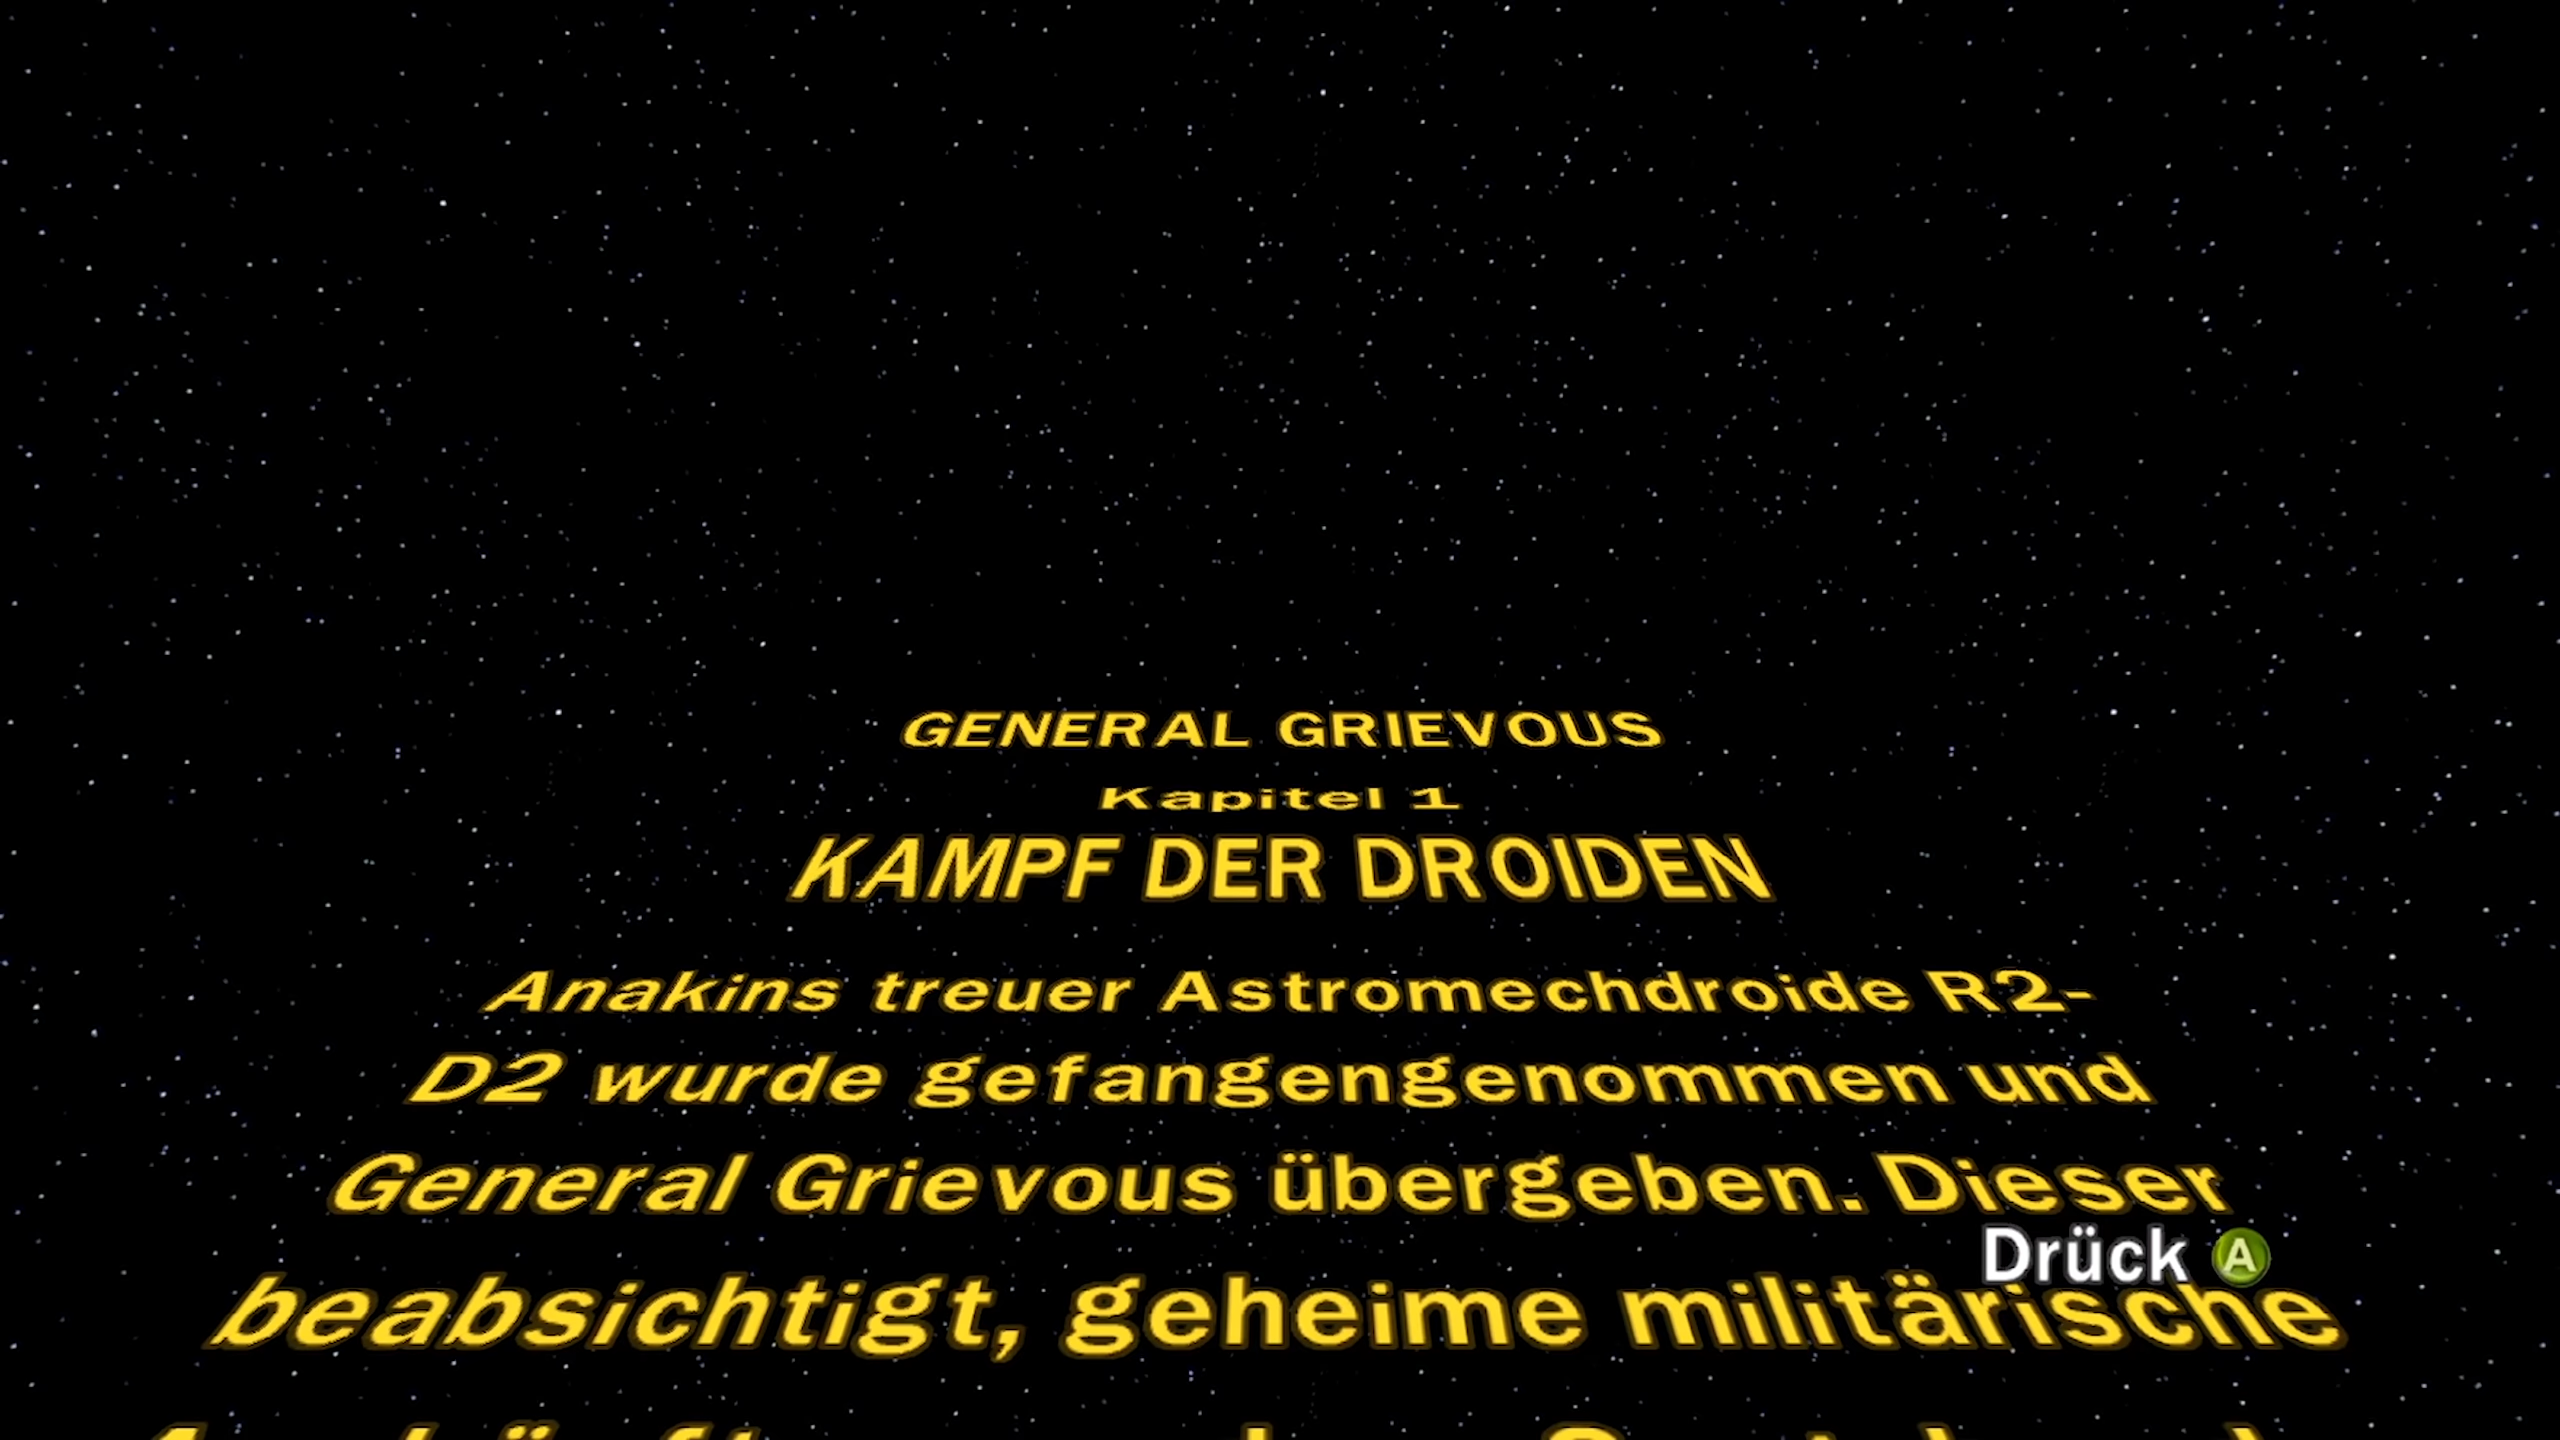 GENERAL GRIEVOUS
Kapitel 1
KAMPF DER DROIDEN
Anakins treuer Astromechdroide R2-
D2 wurde gefangengenommen und
General Grievous übergeben. Dieser
Drück A
beabsichtigt, geheime militärische